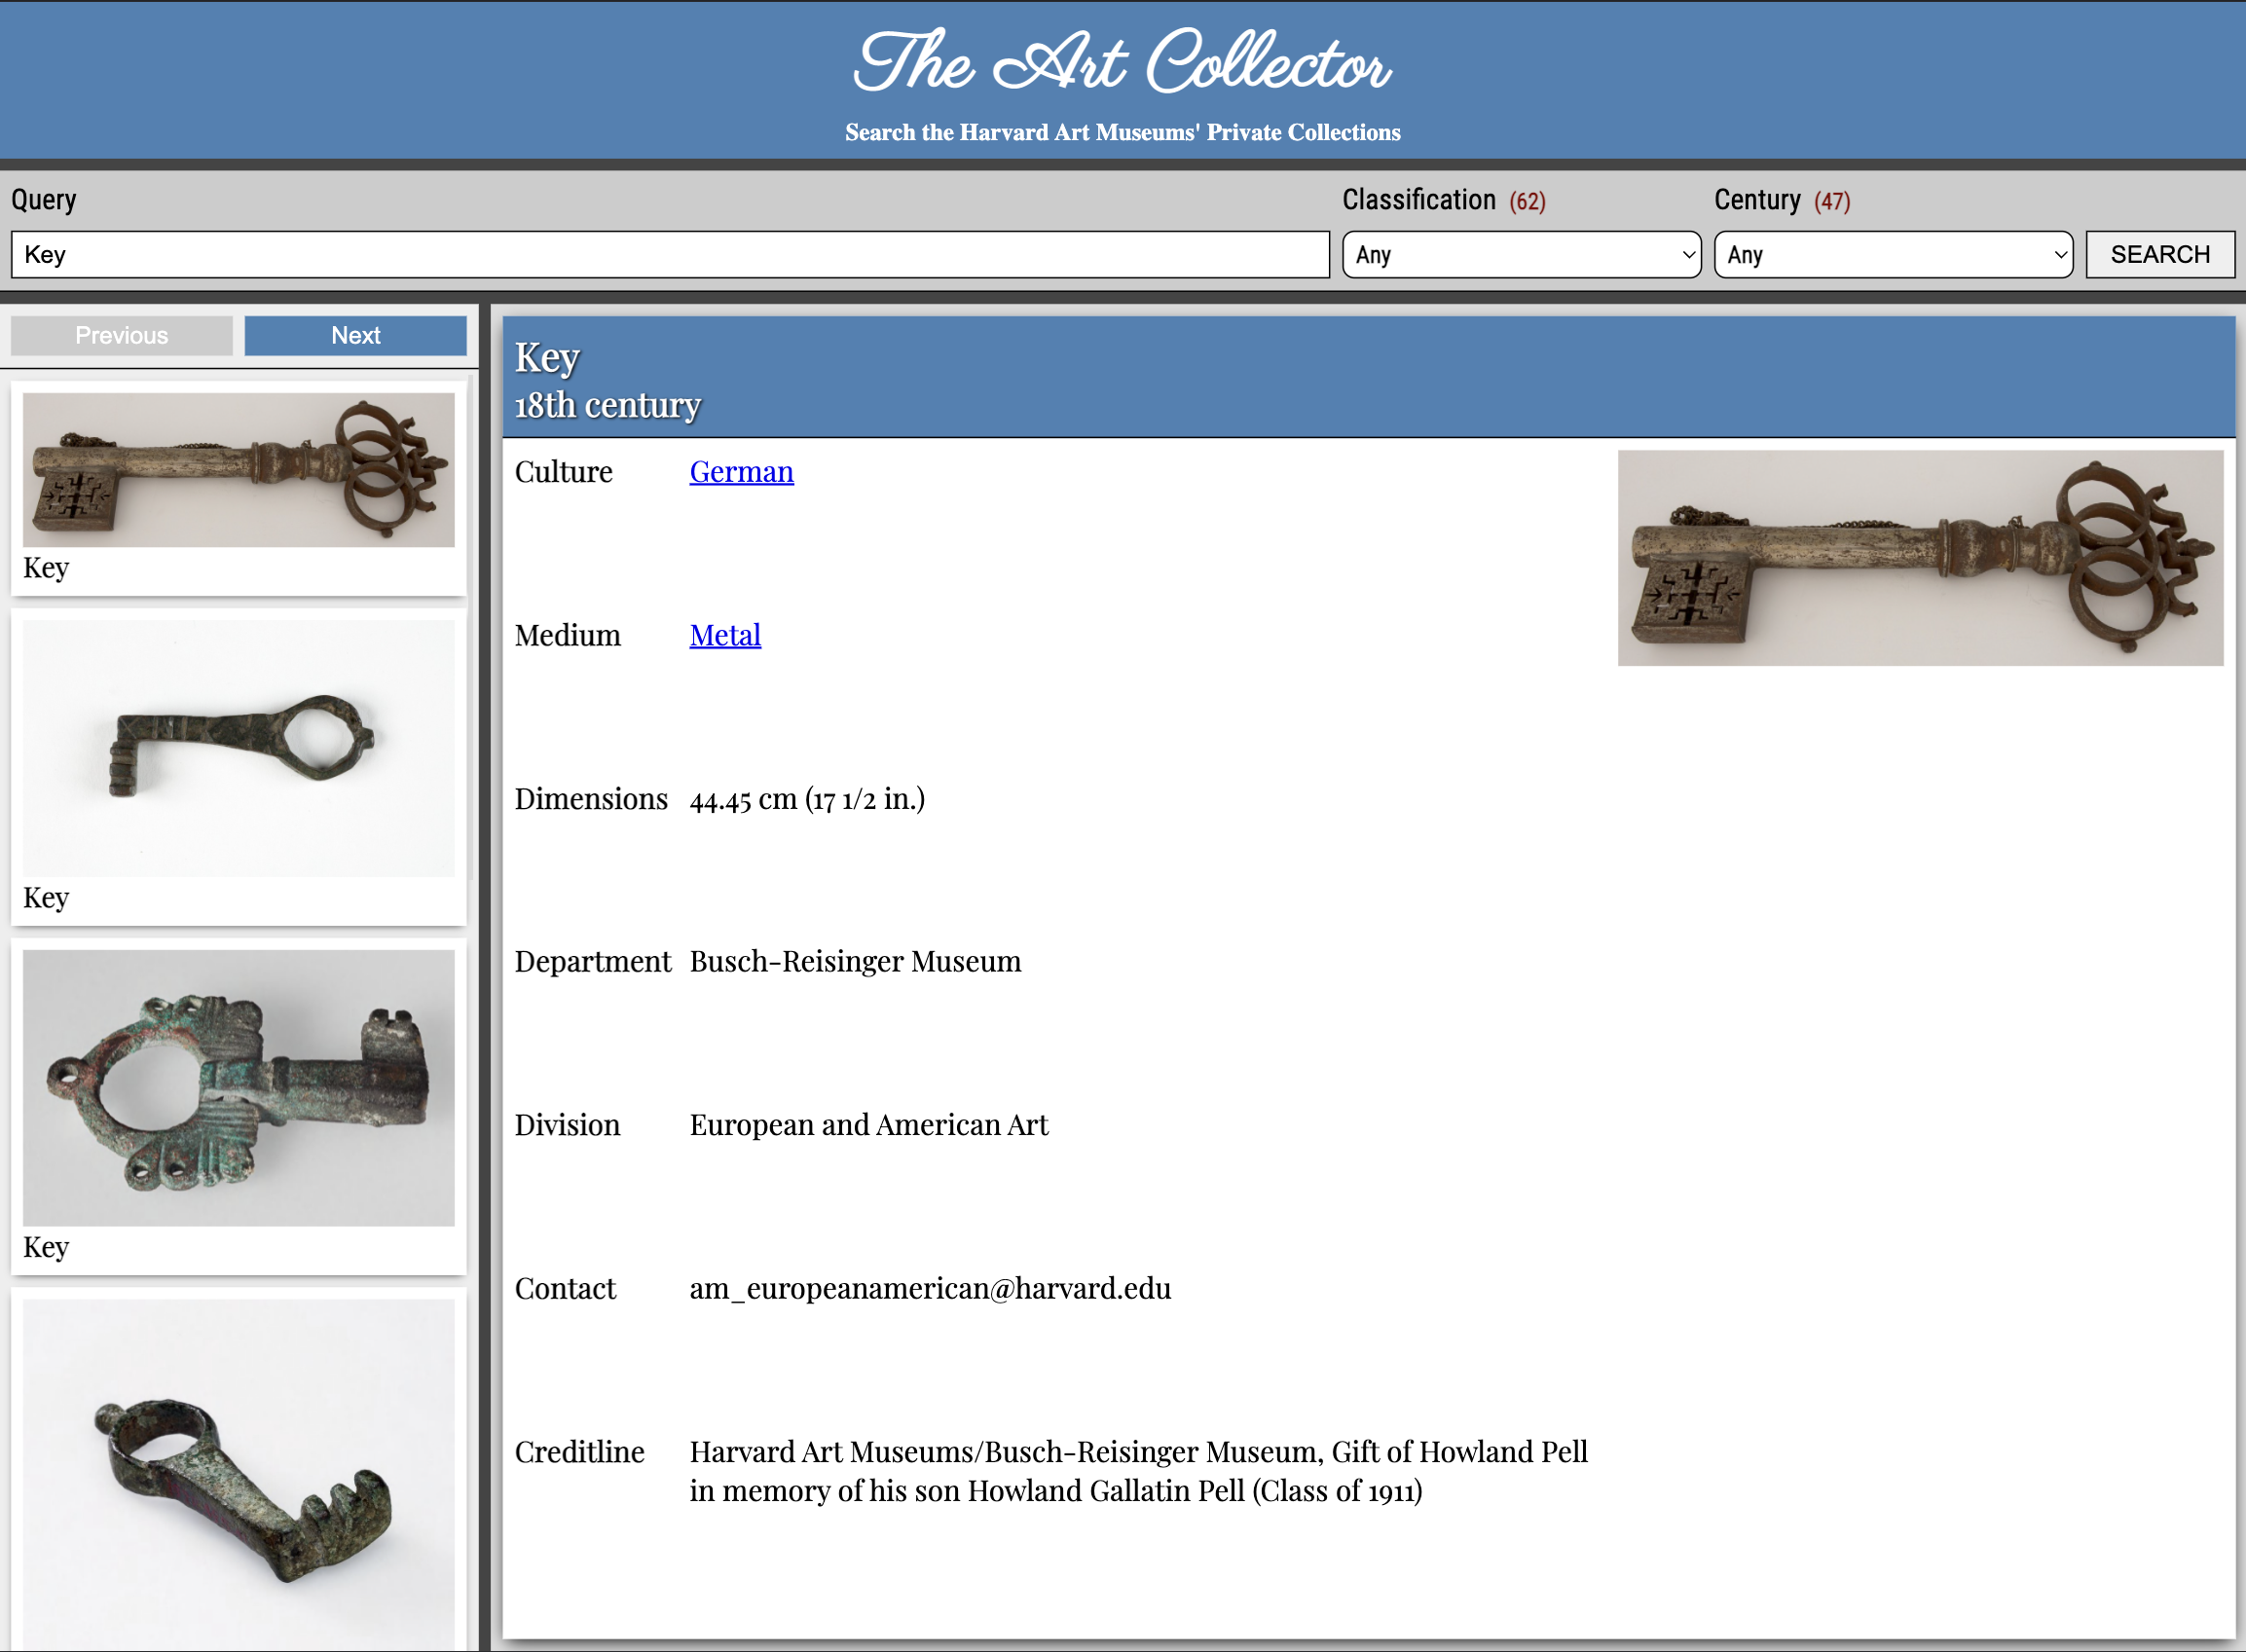 The Art Collector
Search the Harvard Art Museums' Private Collections
Query
Classification (62)
Century (47)
Key
Any
Any
SEARCH
Previous
Next
Key
Key
Key
Key
18th century
Culture German
Medium Metal
Dimensions 44.45 cm (17 1/2 in.)
Department Busch-Reisinger Museum
Division European and American Art
Contact am_europeanamerican@harvard.edu
Creditline Harvard Art Museums/Busch-Reisinger Museum, Gift of Howland Pell
in memory of his son Howland Gallatin Pell (Class of 1911)